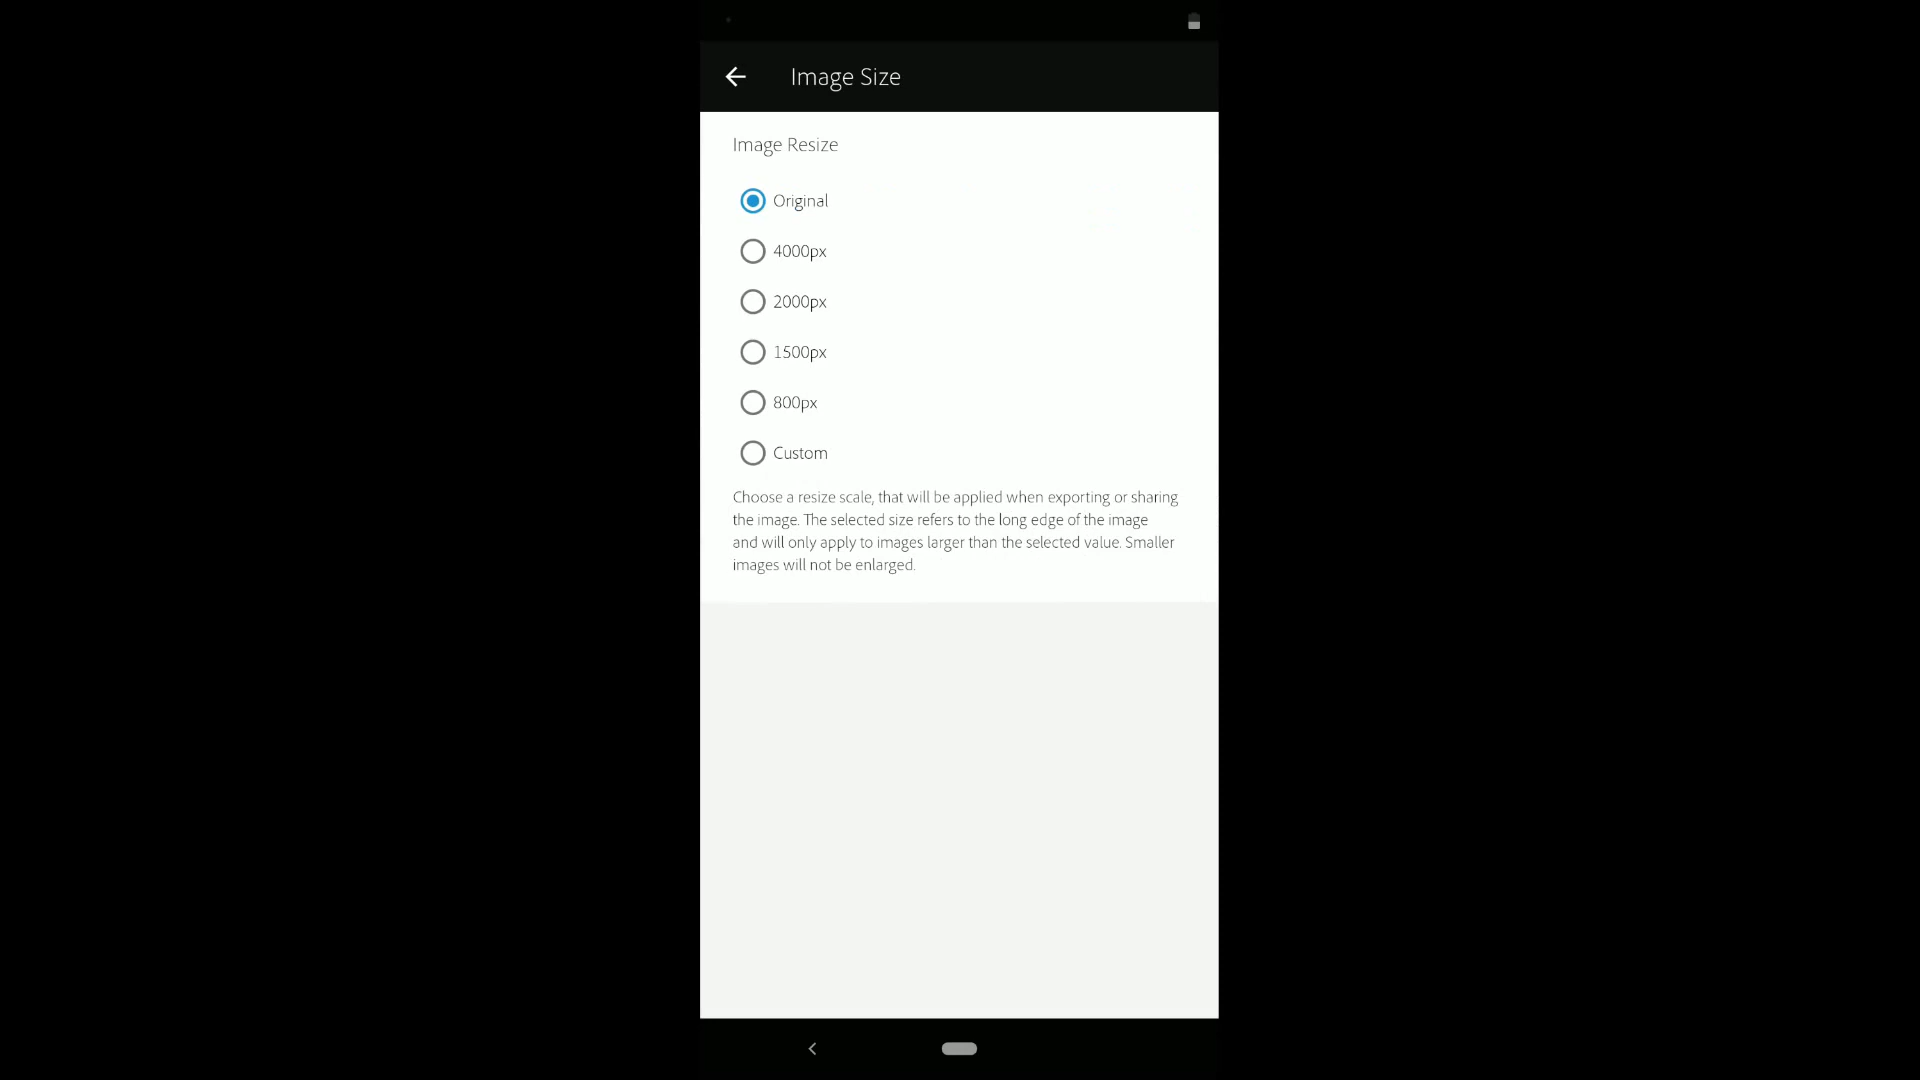 Image Size
Image Resize
Original
4000px
2000px
1500px
800px
Custom
Choose a resize scale, that will be applied when exporting or sharing
the image. The selected size refers to the long edge of the image
and will only apply to images larger than the selected value. Smaller
images will not be enlarged.